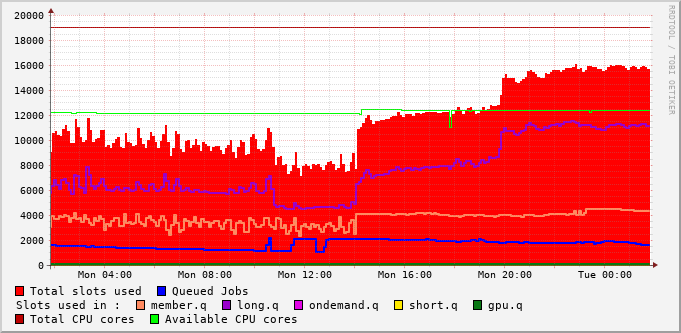 20000
18000
16000
14000
12000
10000
8000
6000
4000
2000
0
Mon 04:00 Mon 08:00 Mon 12:00 Mon 16:00 Mon 20:00 Tue 00:00
RRDTOOL / TOBI OETIKER
Total slots used Queued Jobs
Slots used in : member.q long.q ondemand.q short.q gpu.q
Total CPU cores Available CPU cores